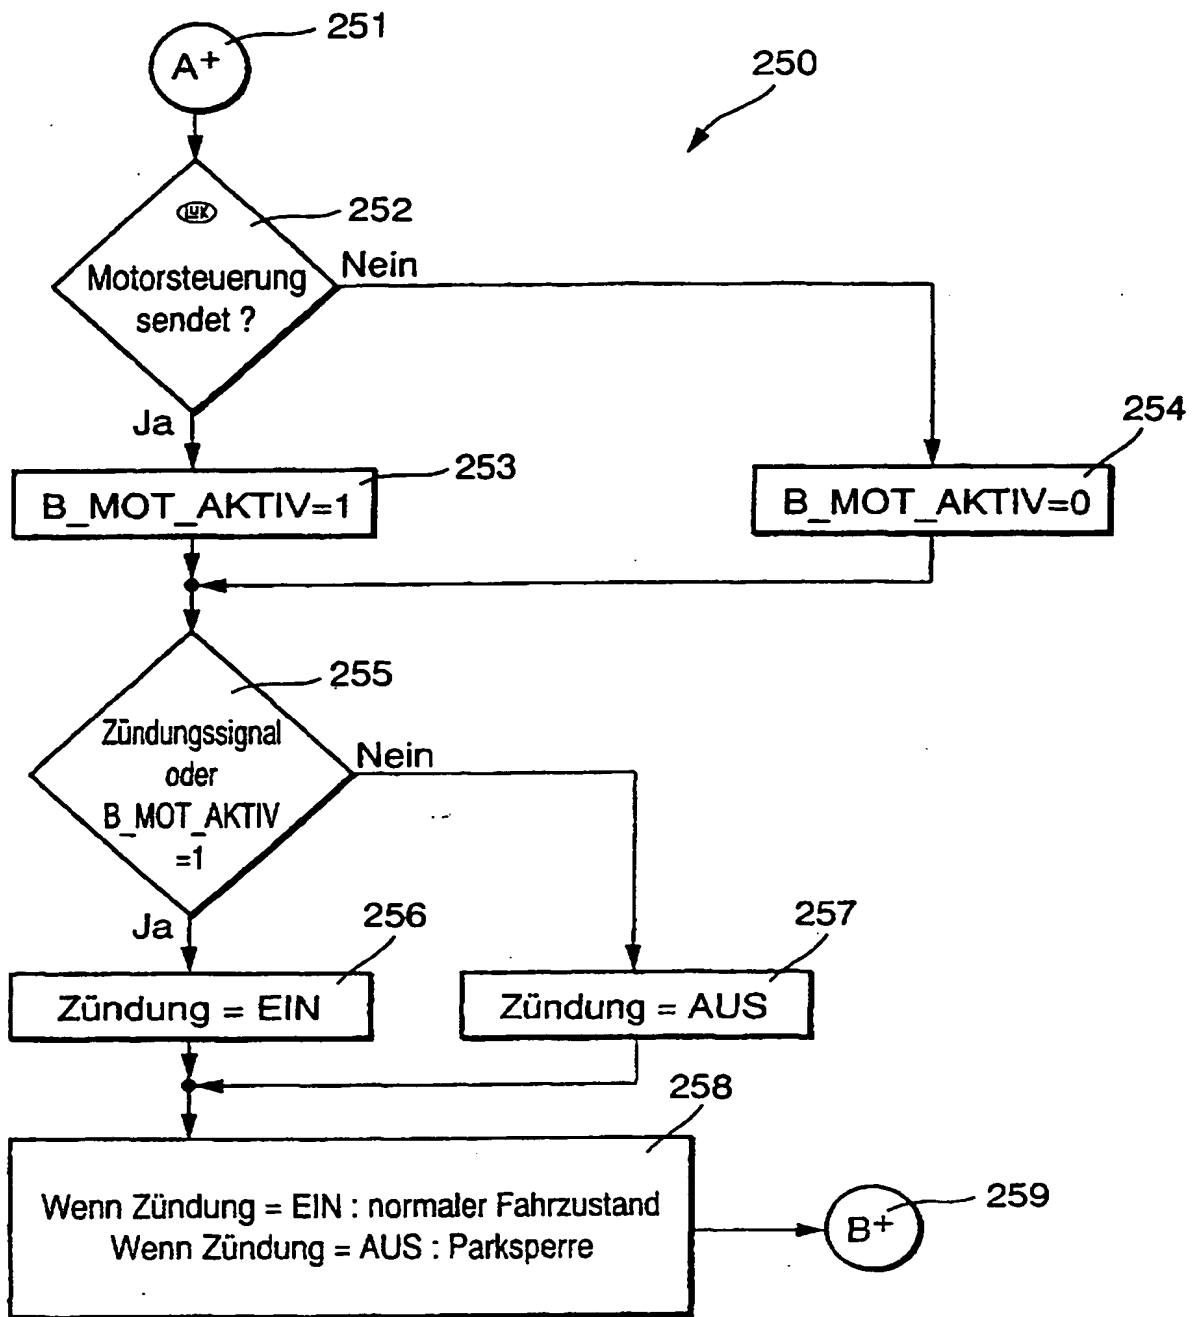 A+
251
250
LuK
252
Motorsteuerung
sendet ?
Nein
Ja
253
254
B_MOT_AKTIV=1
B_MOT_AKTIV=0
255
Zündungssignal
oder
B_MOT_AKTIV
=1
Nein
Ja
256
257
Zündung = EIN
Zündung = AUS
258
Wenn Zündung = EIN : normaler Fahrzustand
Wenn Zündung = AUS : Parksperre
B+
259